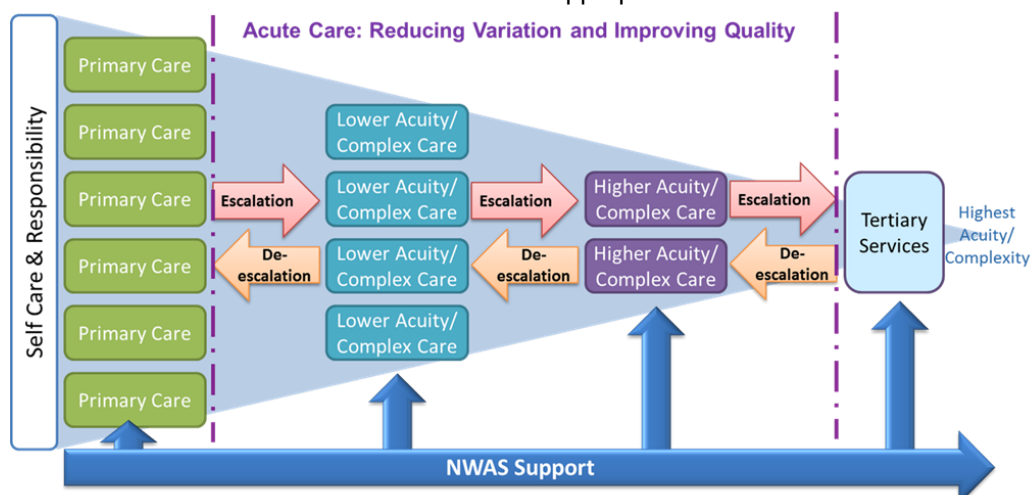 Acute Care: Reducing Variation and Improving Quality
Self Care & Responsibility
Primary Care
Primary Care
Primary Care
Primary Care
Primary Care
Primary Care
Escalation
De-
escalation
Lower Acuity/
Complex Care
Lower Acuity/
Complex Care
Lower Acuity/
Complex Care
Lower Acuity/
Complex Care
Escalation
De-
escalation
Higher Acuity/
Complex Care
Higher Acuity/
Complex Care
Escalation
De-
escalation
Tertiary
Services
Highest
Acuity/
Complexity
NWAS Support